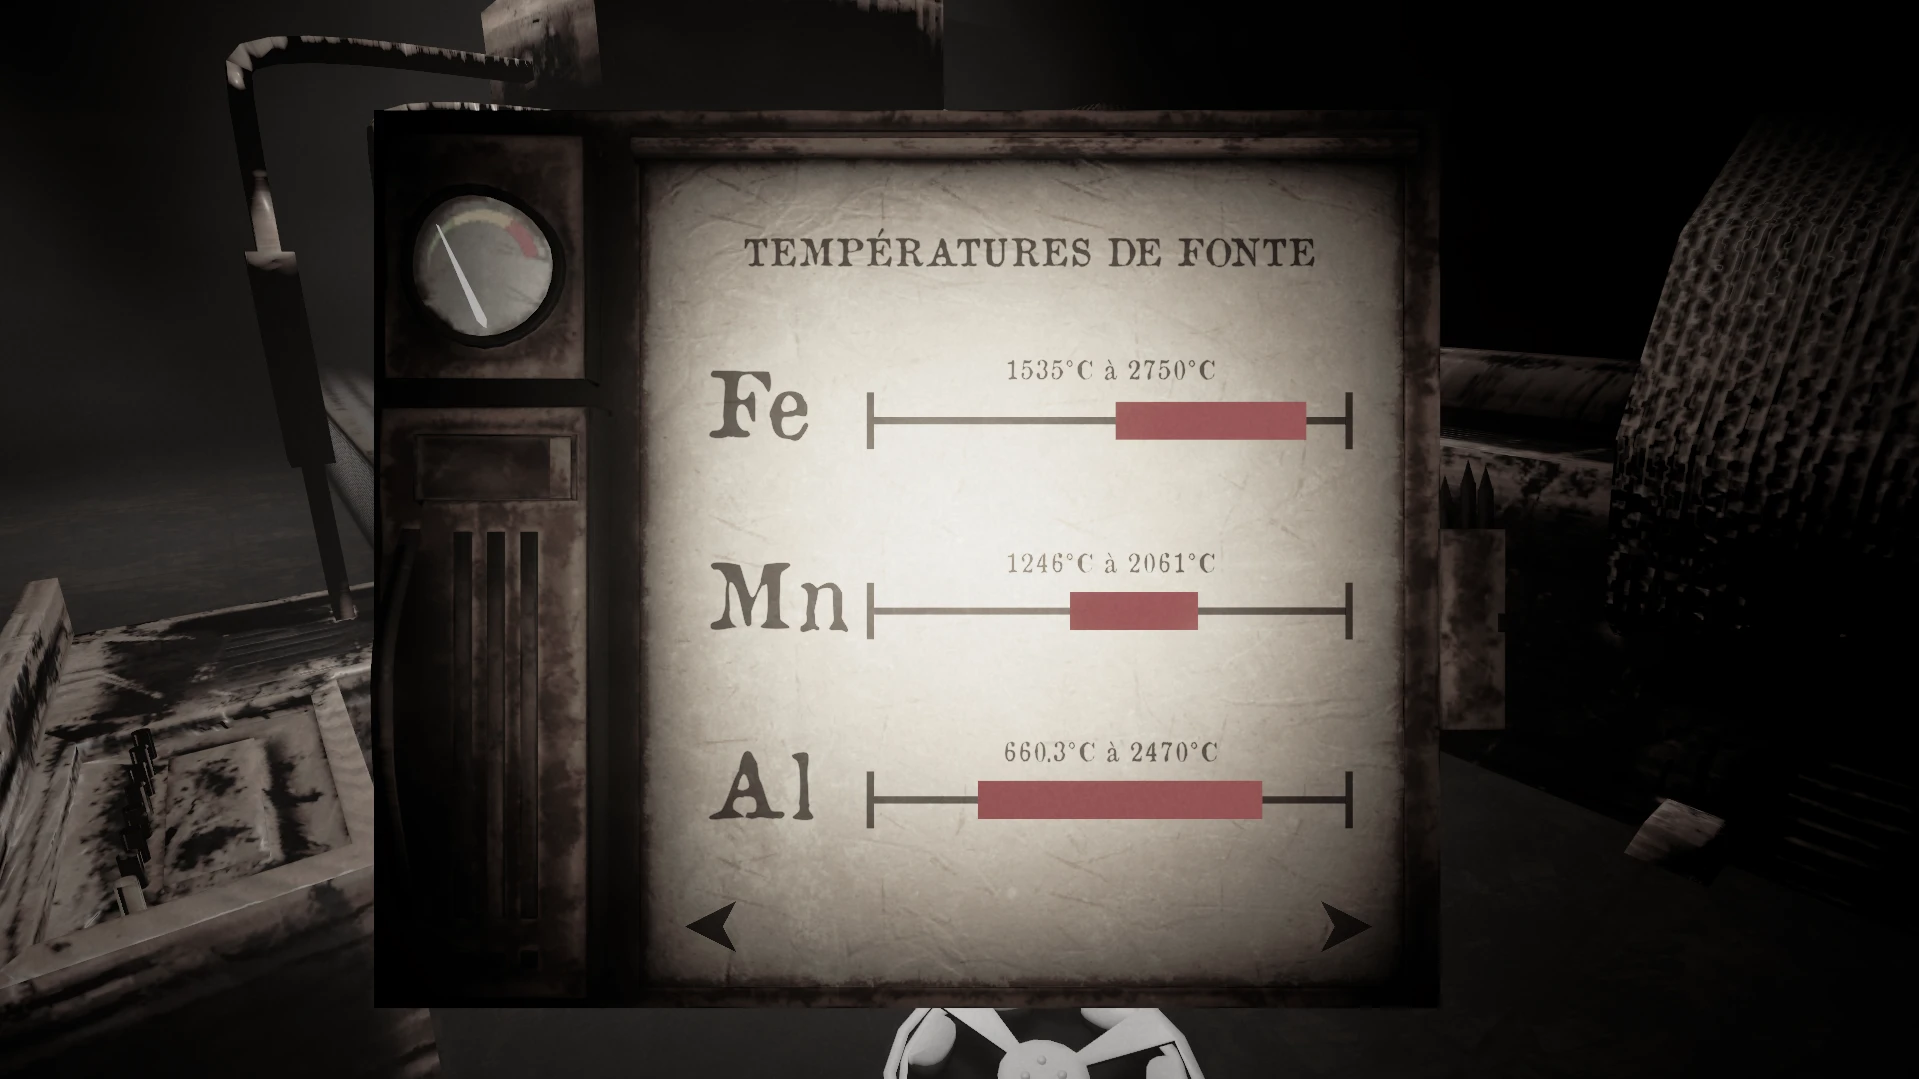 TEMPÉRATURES DE FONTE
Fe
1535°C à 2750°C
Mn
1246°C à 2061°C
Al
660.3°C à 2470°C